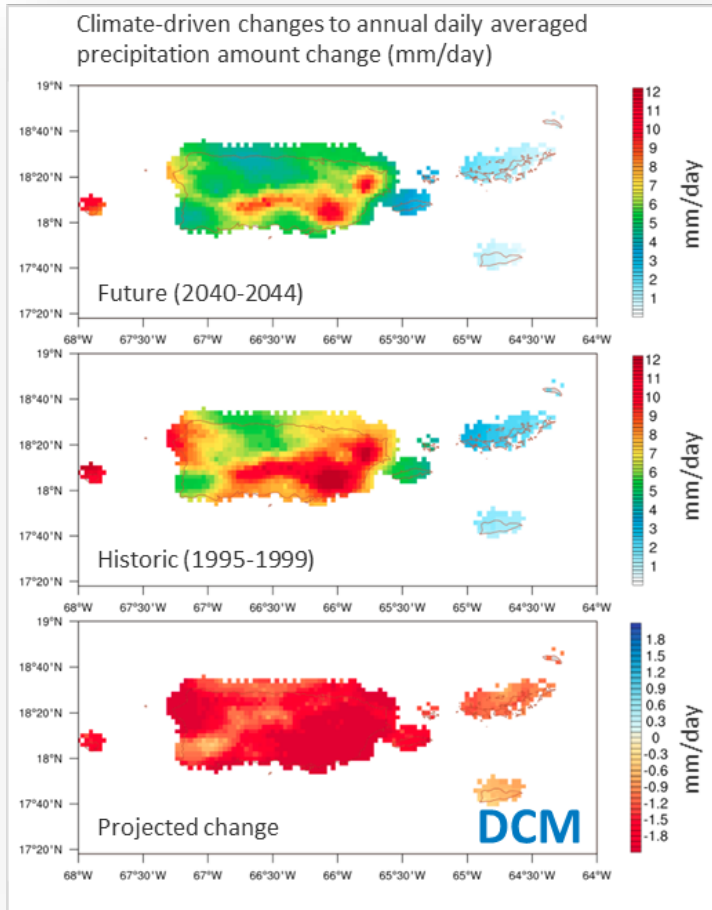 Climate-driven changes to annual daily averaged
precipitation amount change (mm/day)
19°N
18°40'N
18°20'N
18°N
17°40'N
17°20'N
Future (2040-2044)
68°W 67°30'W 67°W 66°30'W 66°W 65°30'W 65°W 64°30'W 64°W
12
11
10
9
8
7
6
5
4
3
2
1
mm/day
19°N
18°40'N
18°20'N
18°N
17°40'N
17°20'N
Historic (1995-1999)
68°W 67°30'W 67°W 66°30'W 66°W 65°30'W 65°W 64°30'W 64°W
12
11
10
9
8
7
6
5
4
3
2
1
mm/day
19°N
18°40'N
18°20'N
18°N
17°40'N
17°20'N
Projected change
DCM
68°W 67°30'W 67°W 66°30'W 66°W 65°30'W 65°W 64°30'W 64°W
1.8
1.5
1.2
0.9
0.6
0.3
0
-0.3
-0.6
-0.9
-1.2
-1.5
-1.8
mm/day